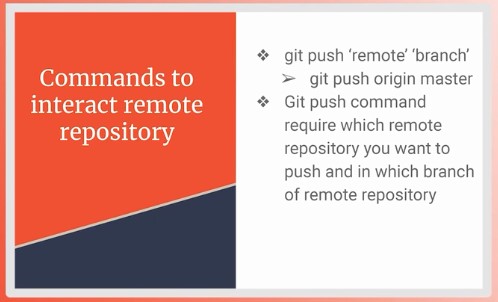 Commands to
interact remote
repository
❖ git push ‘remote’ ‘branch’
➢ git push origin master
❖ Git push command
require which remote
repository you want to
push and in which branch
of remote repository